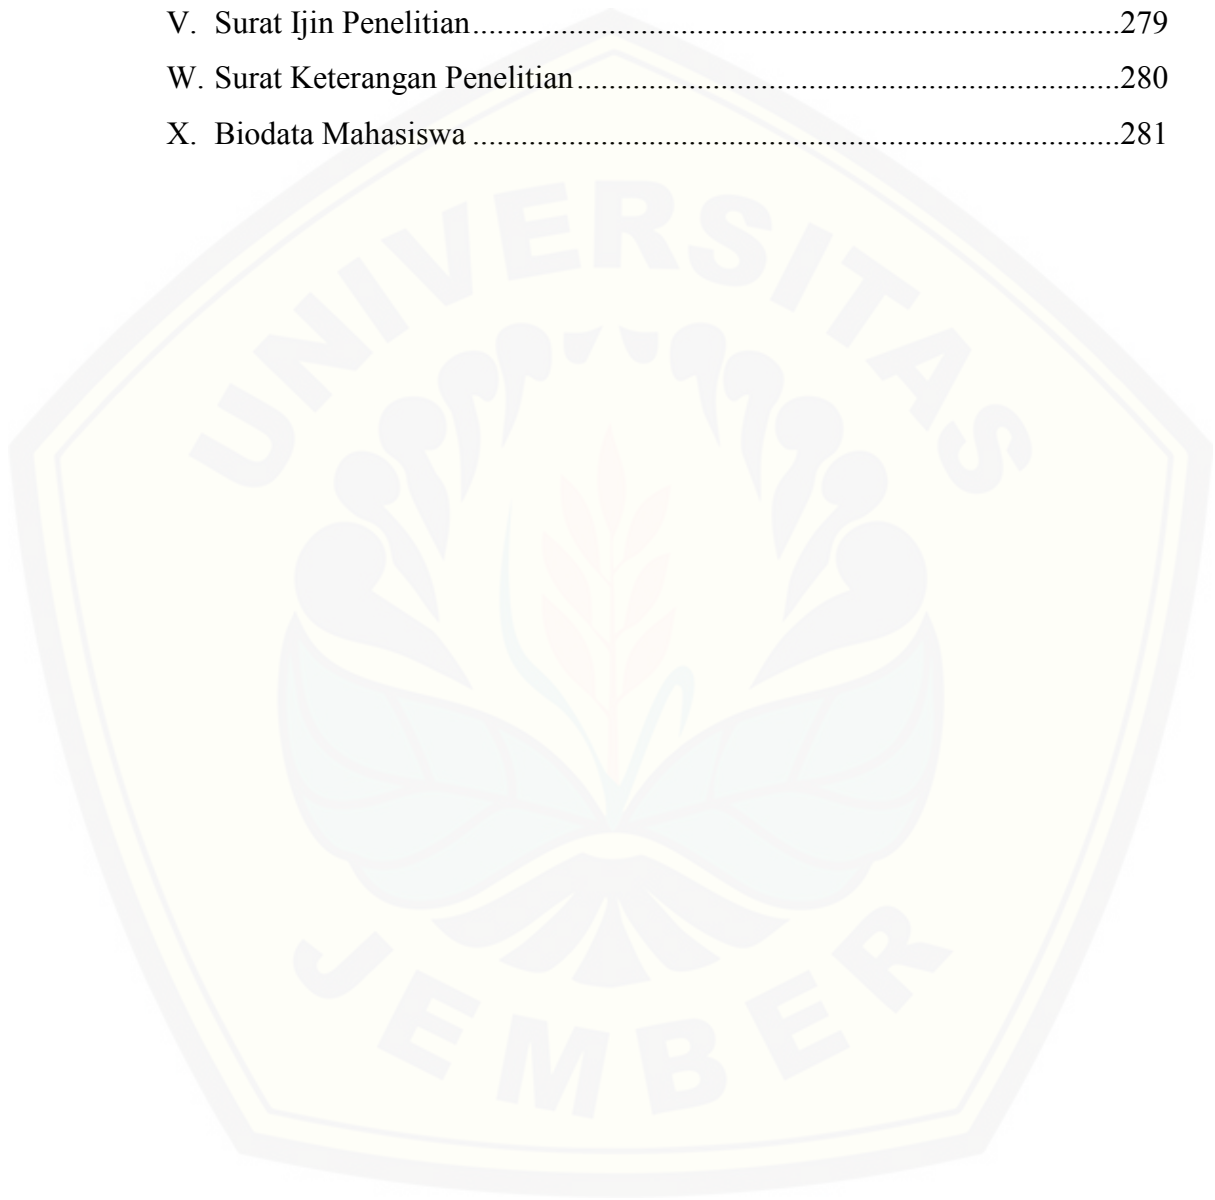 V. Surat Ijin Penelitian....................................................................................279
W. Surat Keterangan Penelitian......................................................................280
X. Biodata Mahasiswa ...................................................................................281
UNIVERSITAS
JEMBER